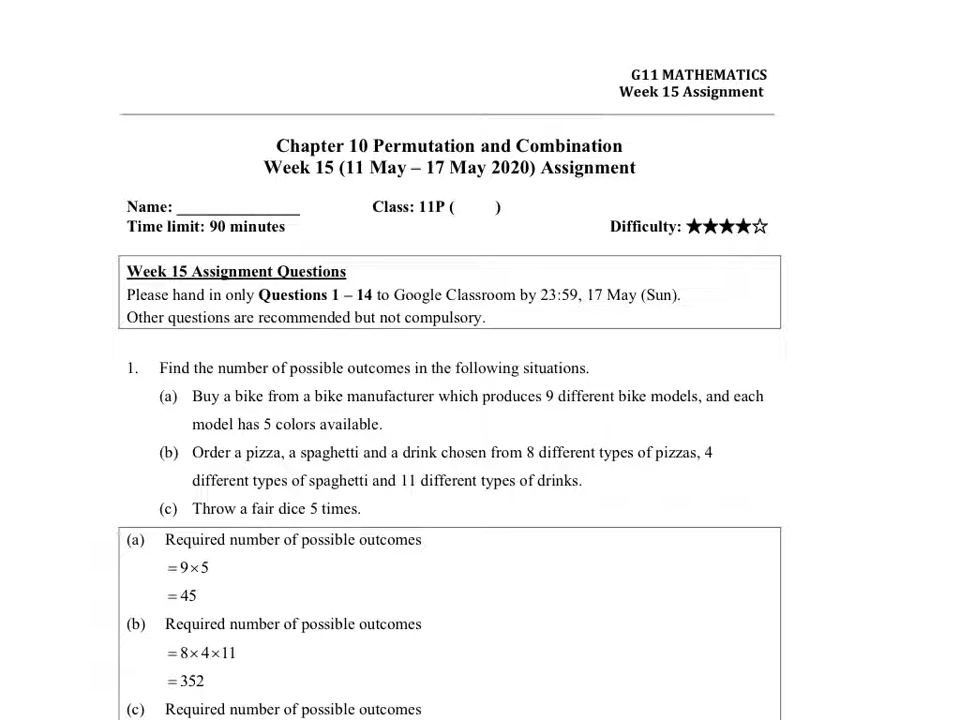 G11 MATHEMATICS
Week 15 Assignment
Chapter 10 Permutation and Combination
Week 15 (11 May – 17 May 2020) Assignment
Name: _______________ Class: 11P ( )
Time limit: 90 minutes Difficulty: ★★★★☆
Week 15 Assignment Questions
Please hand in only Questions 1 – 14 to Google Classroom by 23:59, 17 May (Sun).
Other questions are recommended but not compulsory.
1. Find the number of possible outcomes in the following situations.
(a) Buy a bike from a bike manufacturer which produces 9 different bike models, and each
model has 5 colors available.
(b) Order a pizza, a spaghetti and a drink chosen from 8 different types of pizzas, 4
different types of spaghetti and 11 different types of drinks.
(c) Throw a fair dice 5 times.
(a) Required number of possible outcomes
= 9×5
= 45
(b) Required number of possible outcomes
= 8×4×11
= 352
(c) Required number of possible outcomes